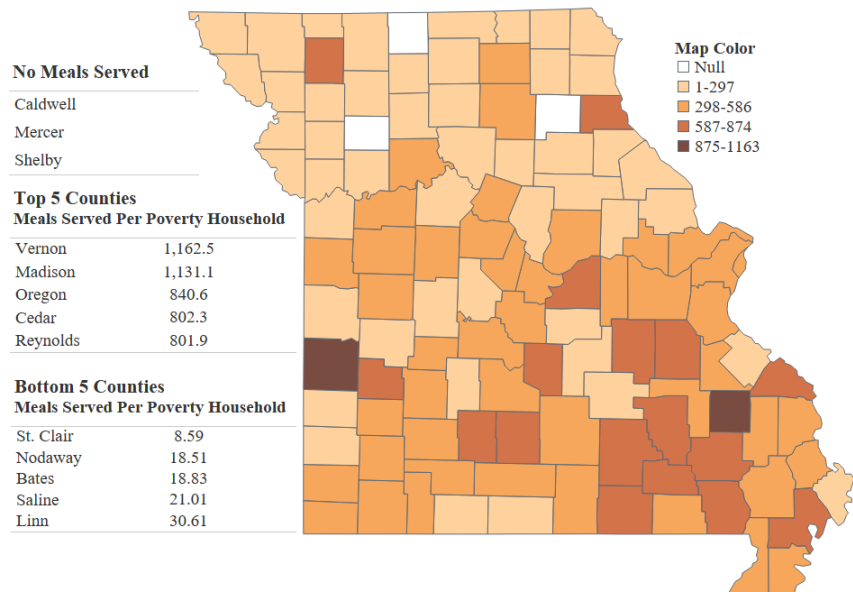 No Meals Served
Caldwell
Mercer
Shelby
Top 5 Counties
Meals Served Per Poverty Household
Vernon 1,162.5
Madison 1,131.1
Oregon 840.6
Cedar 802.3
Reynolds 801.9
Bottom 5 Counties
Meals Served Per Poverty Household
St. Clair 8.59
Nodaway 18.51
Bates 18.83
Saline 21.01
Linn 30.61
Map Color
Null
1-297
298-586
587-874
875-1163